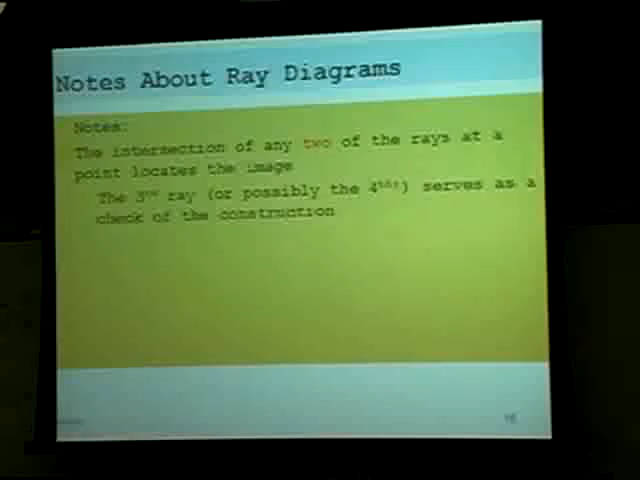 Notes About Ray Diagrams
Notes:
The intersection of any two of the rays at a
point locates the image
The 3rd ray (or possibly the 4th!) serves as a
check of the construction